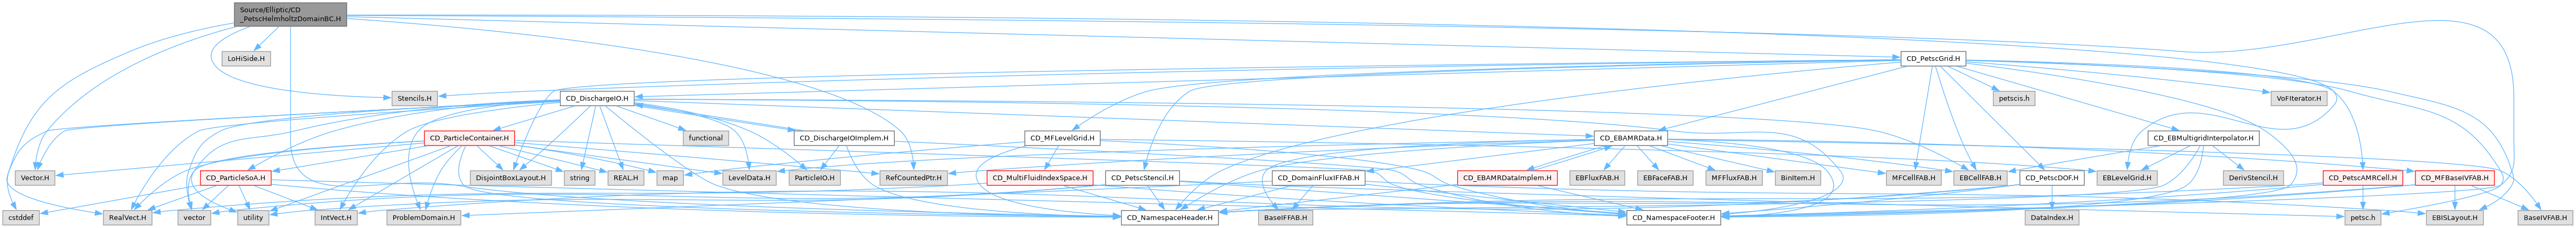 Source/Elliptic/CD
_PetscHelmholtzDomainBC.H
LoHiSide.H
CD_PetscGrid.H
Stencils.H
CD_DischargeIO.H
petscis.h
VoFIterator.H
CD_ParticleContainer.H
functional
CD_DischargeIOImplem.H
CD_MFLevelGrid.H
CD_EBAMRData.H
CD_EBMultigridInterpolator.H
Vector.H
CD_ParticleSoA.H
DisjointBoxLayout.H
string
REAL.H
map
LevelData.H
ParticleIO.H
RefCountedPtr.H
CD_MultiFluidIndexSpace.H
CD_PetscStencil.H
CD_DomainFluxIFFAB.H
CD_EBAMRDataImplem.H
EBFluxFAB.H
EBFaceFAB.H
MFFluxFAB.H
BinItem.H
MFCellFAB.H
EBCellFAB.H
CD_PetscDOF.H
EBLevelGrid.H
DerivStencil.H
CD_PetscAMRCell.H
CD_MFBaseIVFAB.H
cstddef
RealVect.H
vector
utility
IntVect.H
ProblemDomain.H
CD_NamespaceHeader.H
BaseIFFAB.H
CD_NamespaceFooter.H
DataIndex.H
petsc.h
EBISLayout.H
BaseIVFAB.H